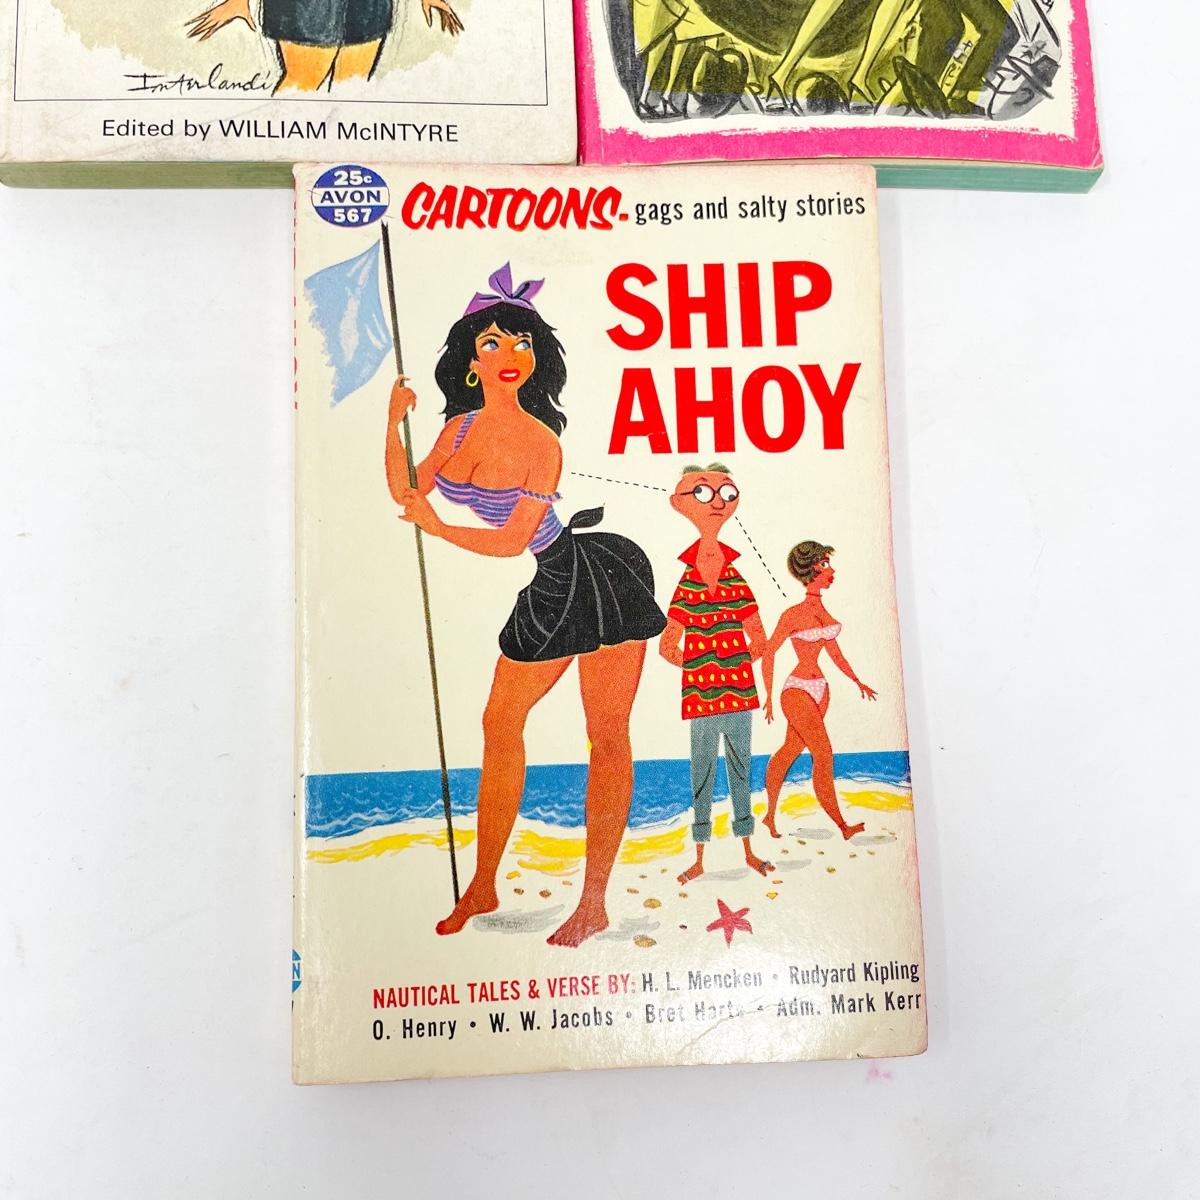 Interlandi
Edited by WILLIAM McINTYRE
25c
AVON
567
CARTOONS- gags and salty stories
SHIP
AHOY
NAUTICAL TALES & VERSE BY: H. L. Mencken • Rudyard Kipling
O. Henry • W. W. Jacobs • Bret Harte • Adm. Mark Kerr